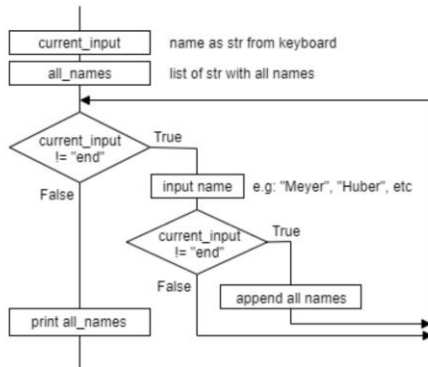 current_input name as str from keyboard
all_names list of str with all names
current_input
!= "end"
True
False
input name e.g: "Meyer", "Huber", etc
current_input
!= "end"
True
False
append all names
print all_names